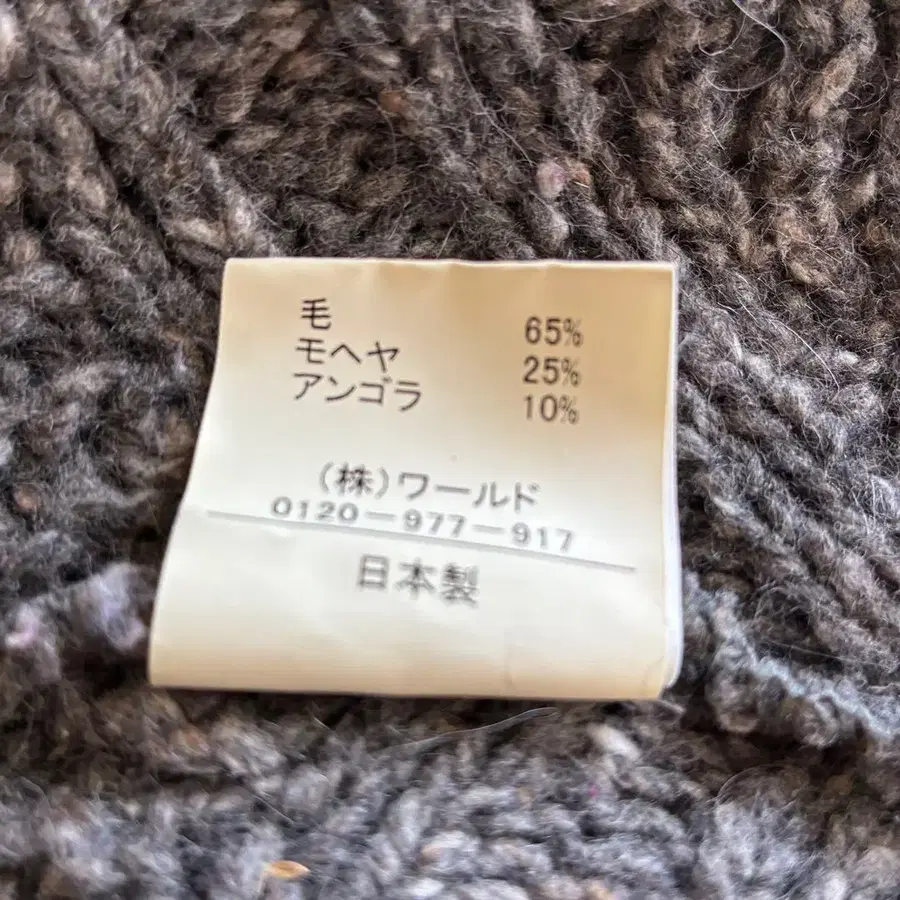 毛 65%
モヘヤ 25%
アンゴラ 10%
(株)ワールド
0120-977-917
日本製